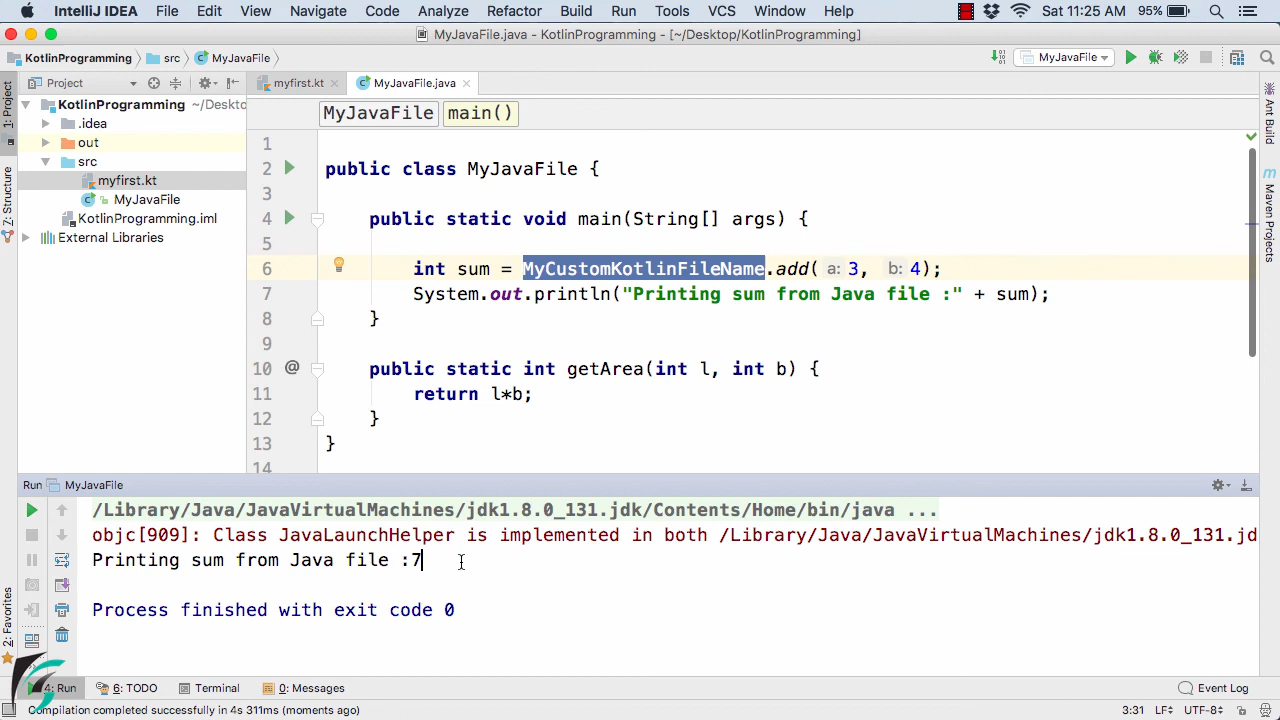 IntelliJ IDEA File Edit View Navigate Code Analyze Refactor Build Run Tools VCS Window Help Sat 11:25 AM 95%
MyJavaFile.java - KotlinProgramming - [~/Desktop/KotlinProgramming]
KotlinProgramming src MyJavaFile MyJavaFile
Project myfirst.kt MyJavaFile.java
MyJavaFile main()
KotlinProgramming ~/Deskto
.idea
out
src
myfirst.kt
MyJavaFile
KotlinProgramming.iml
External Libraries
1: Project
7: Structure
2: Favorites
Ant Build
Maven Projects
1
2 public class MyJavaFile {
3
4 public static void main(String[] args) {
5
6 int sum = MyCustomKotlinFileName.add( a: 3, b: 4);
7 System.out.println("Printing sum from Java file :" + sum);
8 }
9
10 @ public static int getArea(int l, int b) {
11 return l*b;
12 }
13 }
14
Run MyJavaFile
/Library/Java/JavaVirtualMachines/jdk1.8.0_131.jdk/Contents/Home/bin/java ...
objc[909]: Class JavaLaunchHelper is implemented in both /Library/Java/JavaVirtualMachines/jdk1.8.0_131.jd
Printing sum from Java file :7
Process finished with exit code 0
4: Run 6: TODO Terminal 0: Messages Event Log
Compilation completed successfully in 4s 311ms (moments ago) 3:31 LF UTF-8